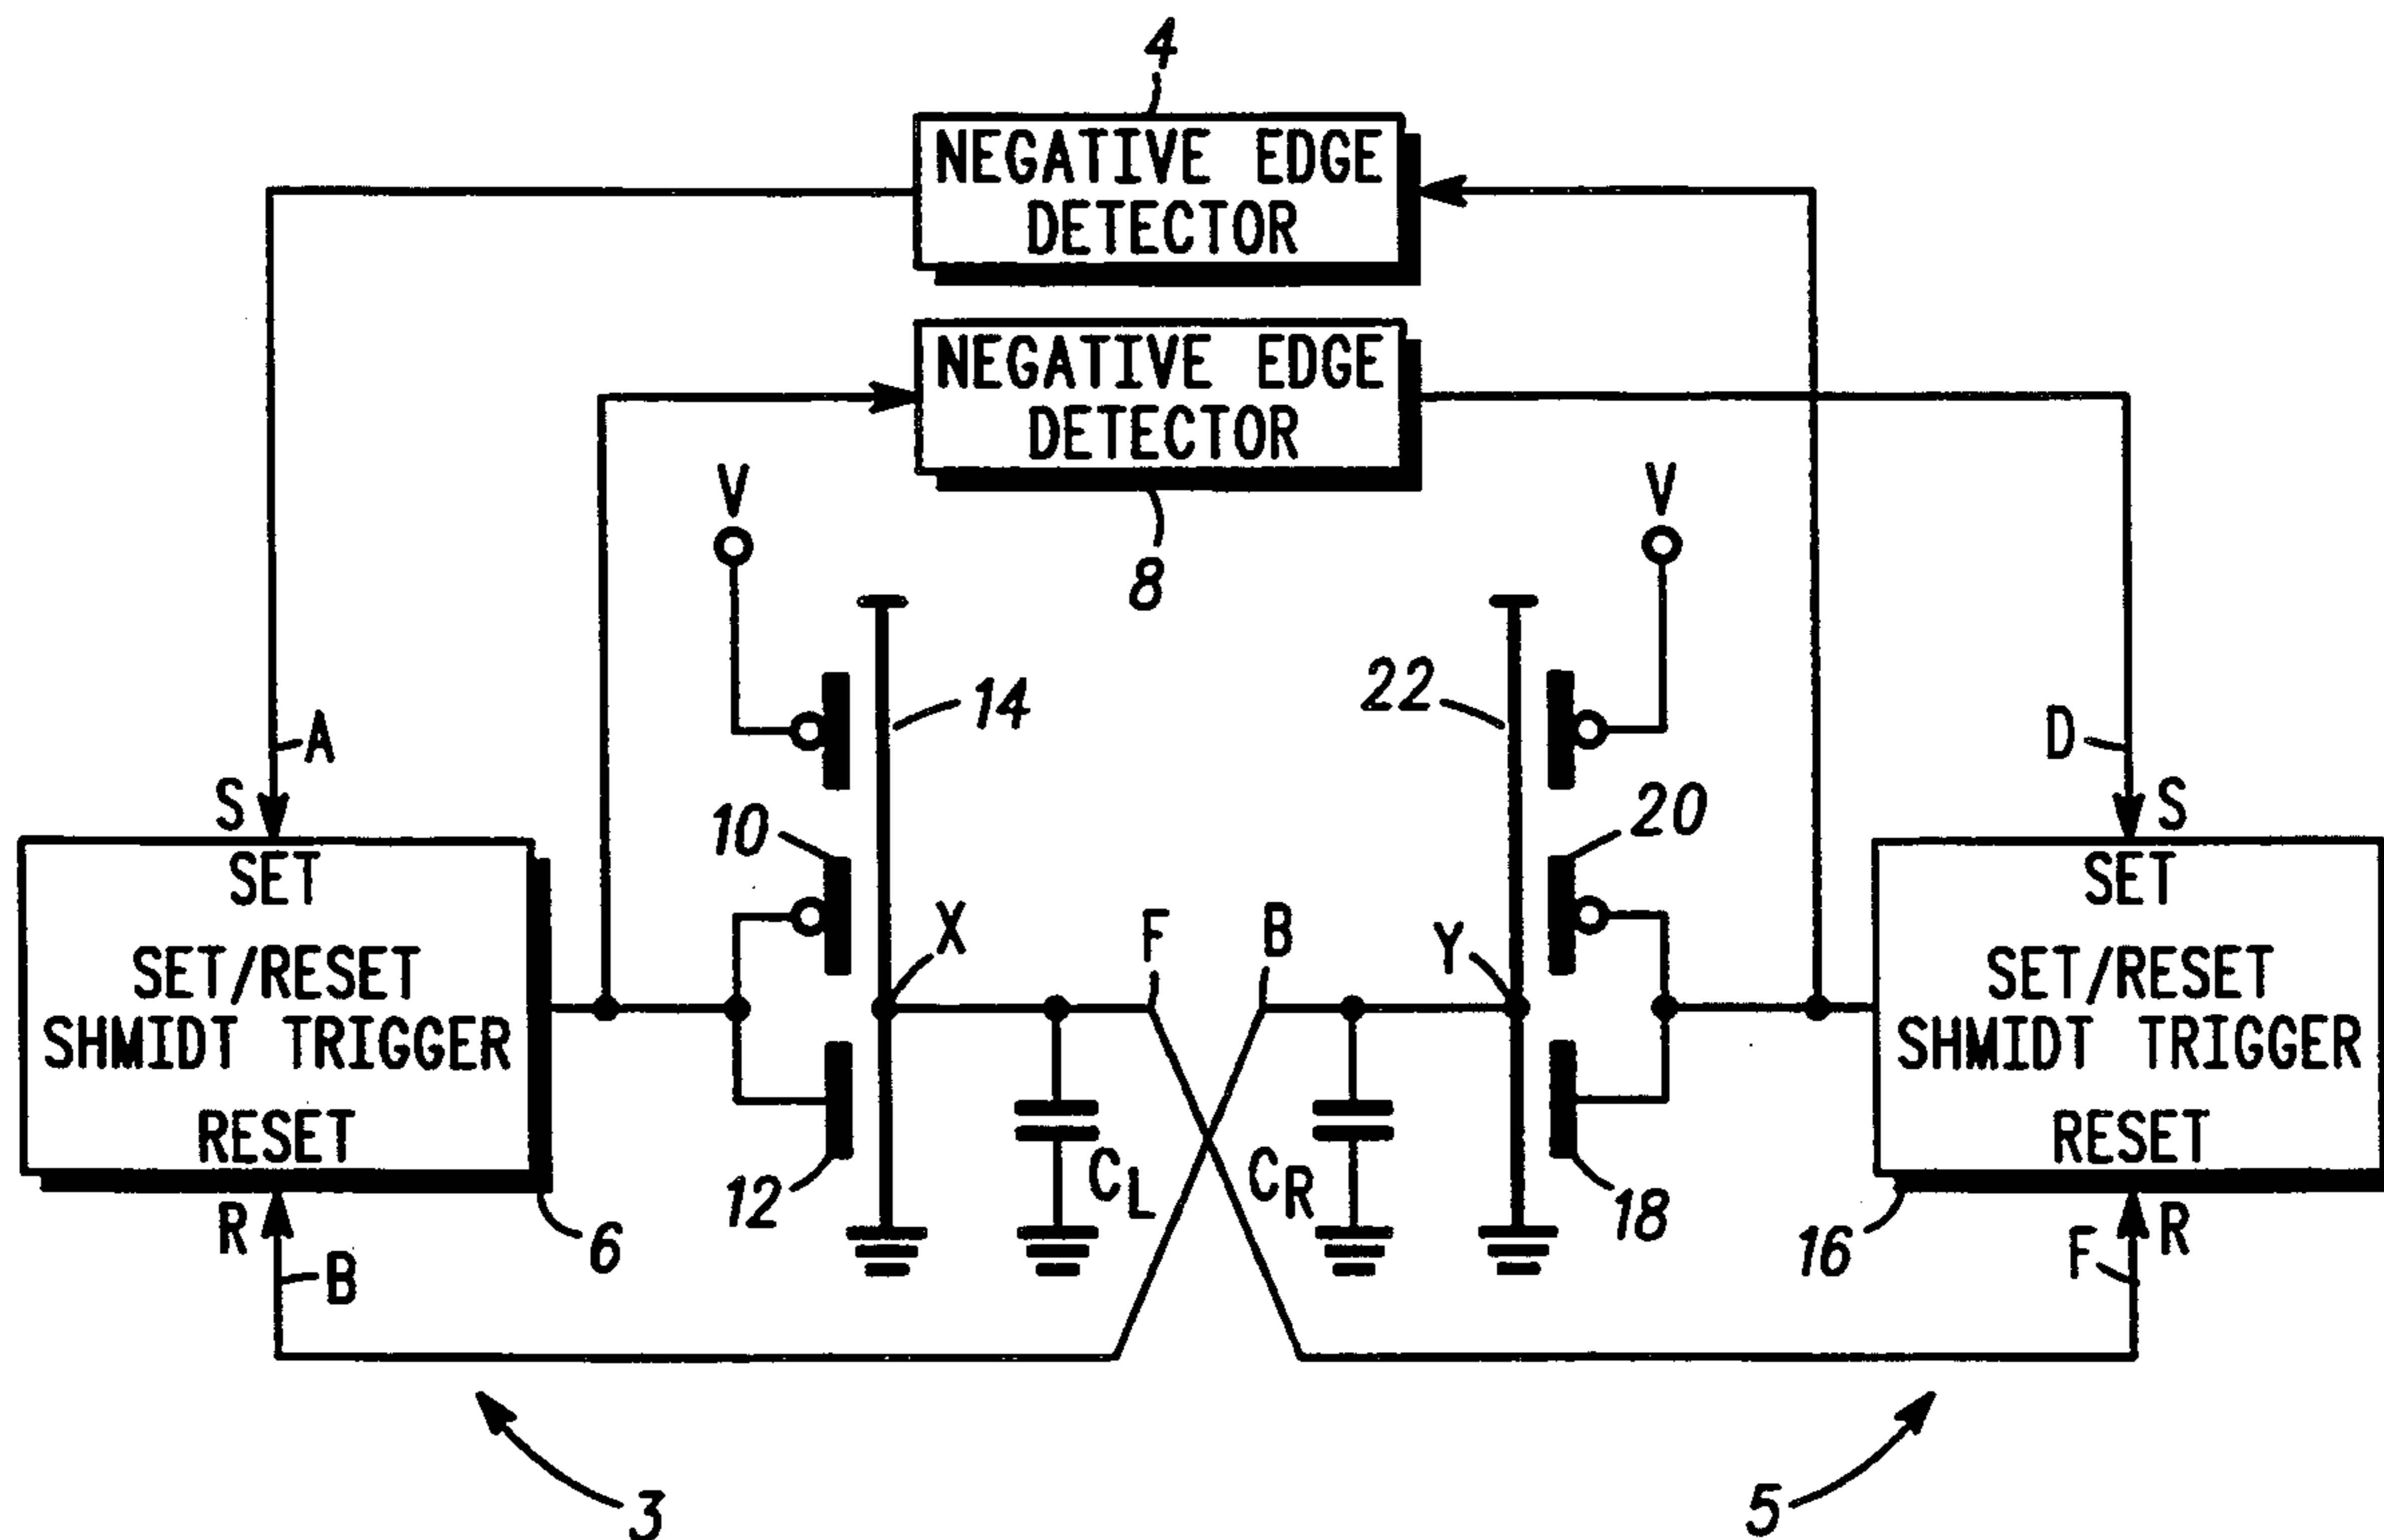 4
NEGATIVE EDGE
DETECTOR
NEGATIVE EDGE
DETECTOR
8
V
V
14
22
A
D
S
S
10
20
SET
SET/RESET
SHMIDT TRIGGER
RESET
X
F
B
Y
SET
SET/RESET
SHMIDT TRIGGER
RESET
12
CL
CR
18
R
6
B
16
F
R
3
5